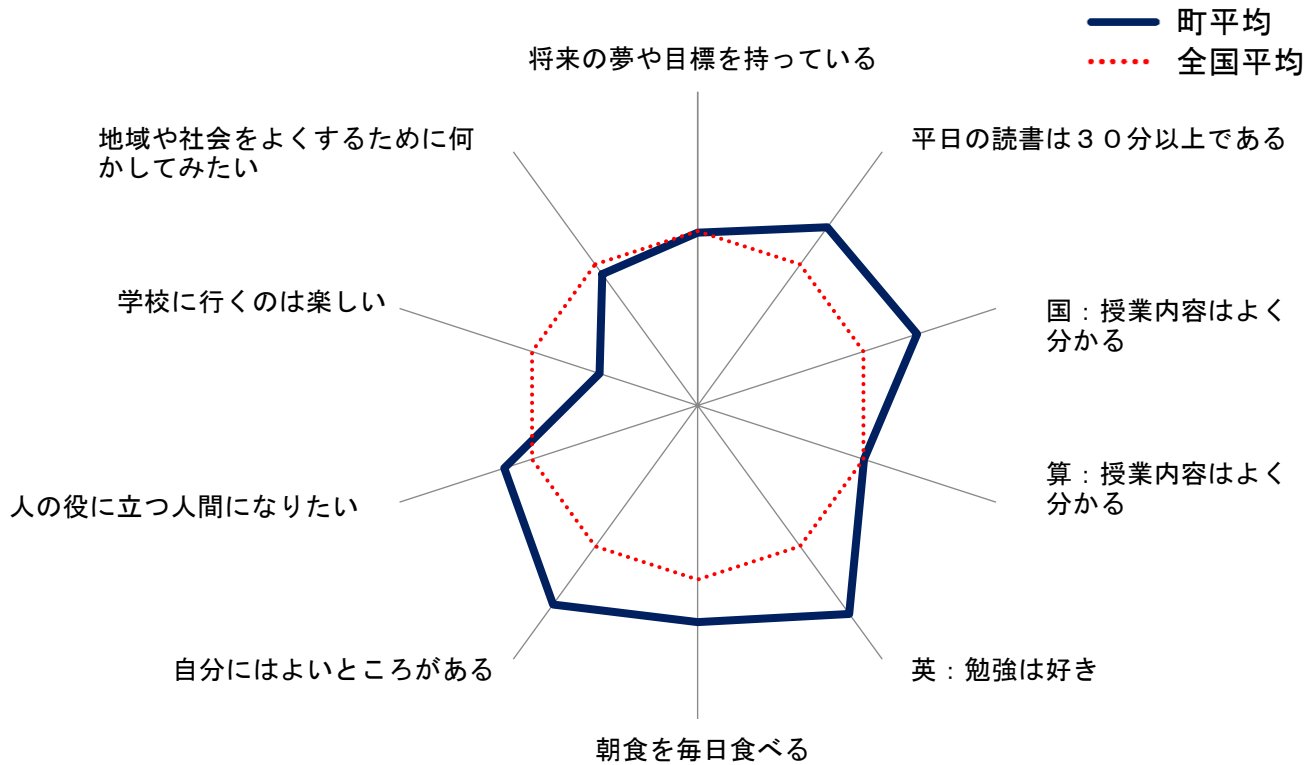 町平均
全国平均
将来の夢や目標を持っている
平日の読書は３０分以上である
国：授業内容はよく
分かる
算：授業内容はよく
分かる
英：勉強は好き
朝食を毎日食べる
自分にはよいところがある
人の役に立つ人間になりたい
学校に行くのは楽しい
地域や社会をよくするために何
かしてみたい